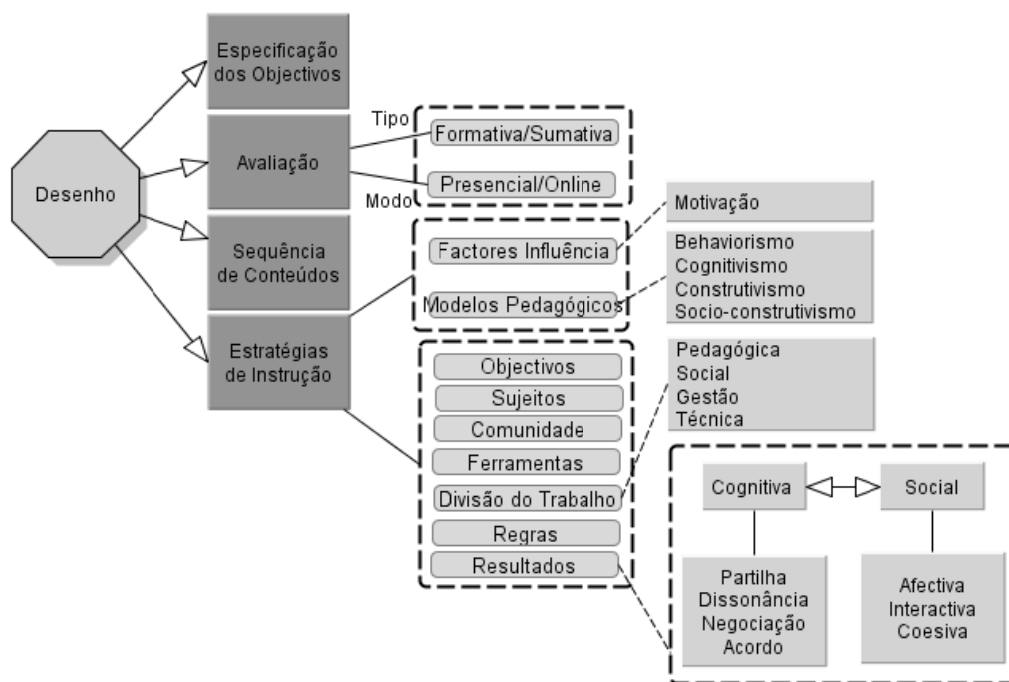 Desenho
Especificação
dos Objectivos
Avaliação
Sequência
de Conteúdos
Estratégias
de Instrução
Tipo
Modo
Formativa/Sumativa
Presencial/Online
Factores Influência
Modelos Pedagógicos
Motivação
Behaviorismo
Cognitivismo
Construtivismo
Socio-construtivismo
Objectivos
Sujeitos
Comunidade
Ferramentas
Divisão do Trabalho
Regras
Resultados
Pedagógica
Social
Gestão
Técnica
Cognitiva
Social
Partilha
Dissonância
Negociação
Acordo
Afectiva
Interactiva
Coesiva